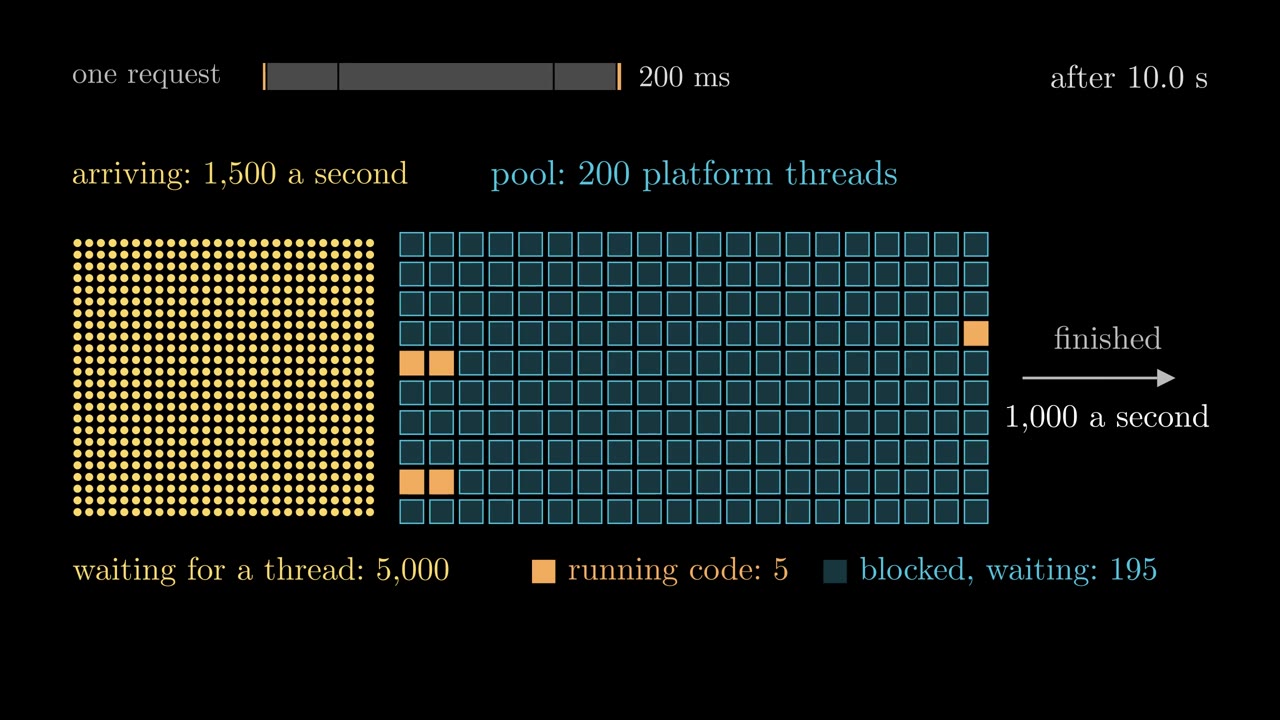 one request
200 ms
after 10.0 s
arriving: 1,500 a second
pool: 200 platform threads
finished
1,000 a second
waiting for a thread: 5,000
running code: 5
blocked, waiting: 195